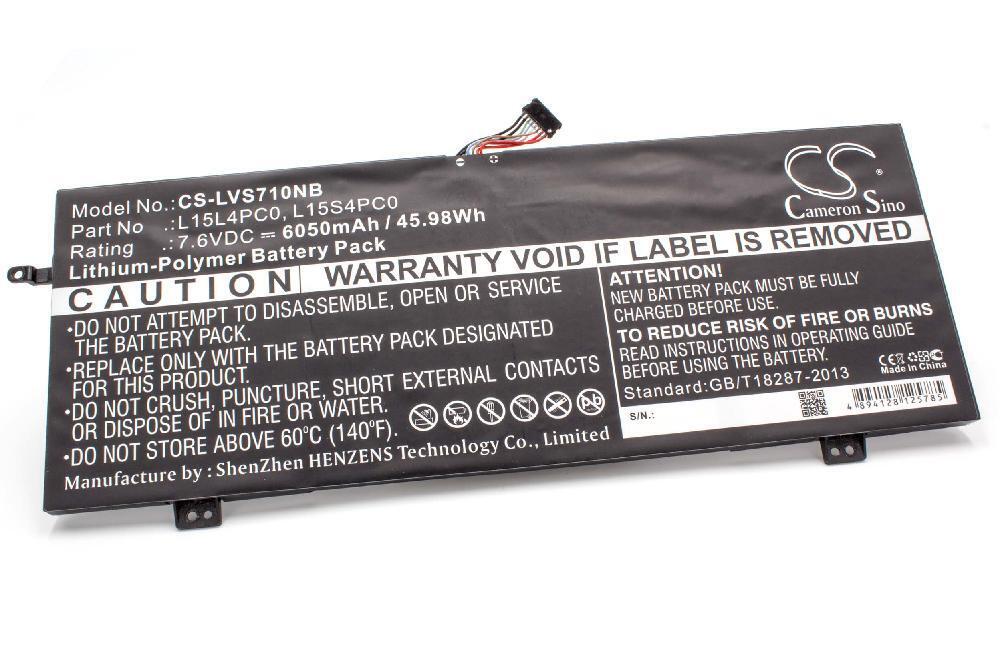 Model No.:CS-LVS710NB
Part No :L15L4PC0, L15S4PC0
Rating :7.6VDC ⎓ 6050mAh / 45.98Wh
Lithium-Polymer Battery Pack
CS
Cameron Sino
CAUTION WARRANTY VOID IF LABEL IS REMOVED
•DO NOT ATTEMPT TO DISASSEMBLE, OPEN OR SERVICE
THE BATTERY PACK.
•REPLACE ONLY WITH THE BATTERY PACK DESIGNATED
FOR THIS PRODUCT.
•DO NOT CRUSH, PUNCTURE, SHORT EXTERNAL CONTACTS
OR DISPOSE OF IN FIRE OR WATER.
•DO NOT STORE ABOVE 60°C (140°F).
Manufacture by : ShenZhen HENZENS Technology Co., Limited
ATTENTION:
NEW BATTERY PACK MUST BE FULLY
CHARGED BEFORE USE.
TO REDUCE RISK OF FIRE OR BURNS
READ INSTRUCTIONS IN OPERATING GUIDE
BEFORE USING THE BATTERY.
Standard:GB/T18287-2013
CE
Made in China
S/N.:
4 894128 125785